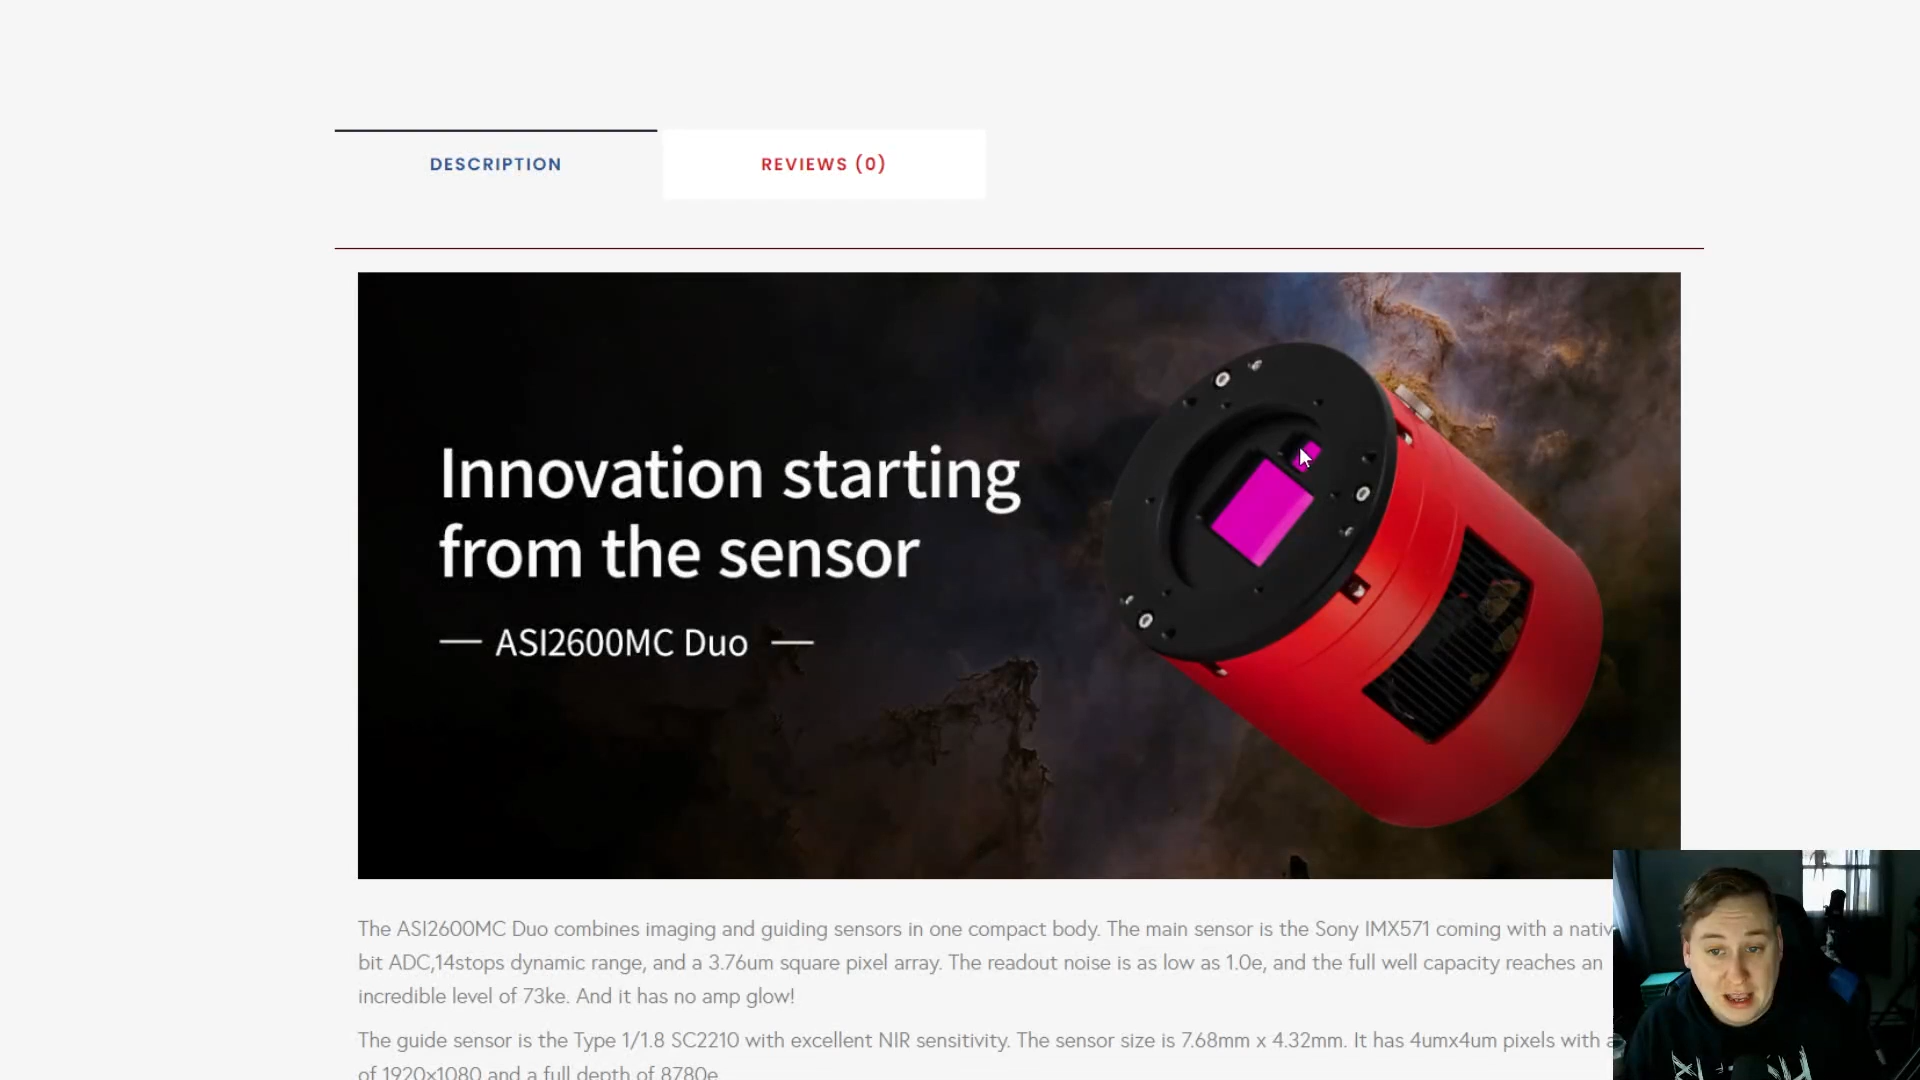 DESCRIPTION
REVIEWS (0)
Innovation starting
from the sensor
ASI2600MC Duo
The ASI2600MC Duo combines imaging and guiding sensors in one compact body. The main sensor is the Sony IMX571 coming with a
bit ADC,14stops dynamic range, and a 3.76um square pixel array. The readout noise is as low as 1.0e, and the full well capacity reaches an
incredible level of 73ke. And it has no amp glow!
The guide sensor is the Type 1/1.8 SC2210 with excellent NIR sensitivity. The sensor size is 7.68mm x 4.32mm. It has 4umx4um pixels with
of 1920x1080 and a full depth of 8780e